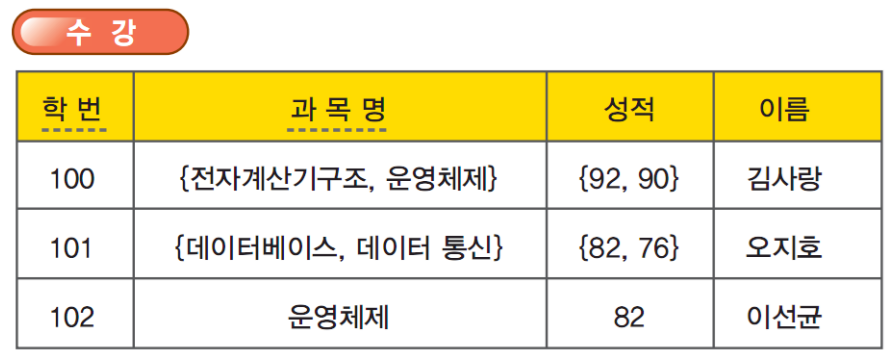 수 강
학 번 과 목 명 성적 이름
100 {전자계산기구조, 운영체제} {92, 90} 김사랑
101 {데이터베이스, 데이터 통신} {82, 76} 오지호
102 운영체제 82 이선균